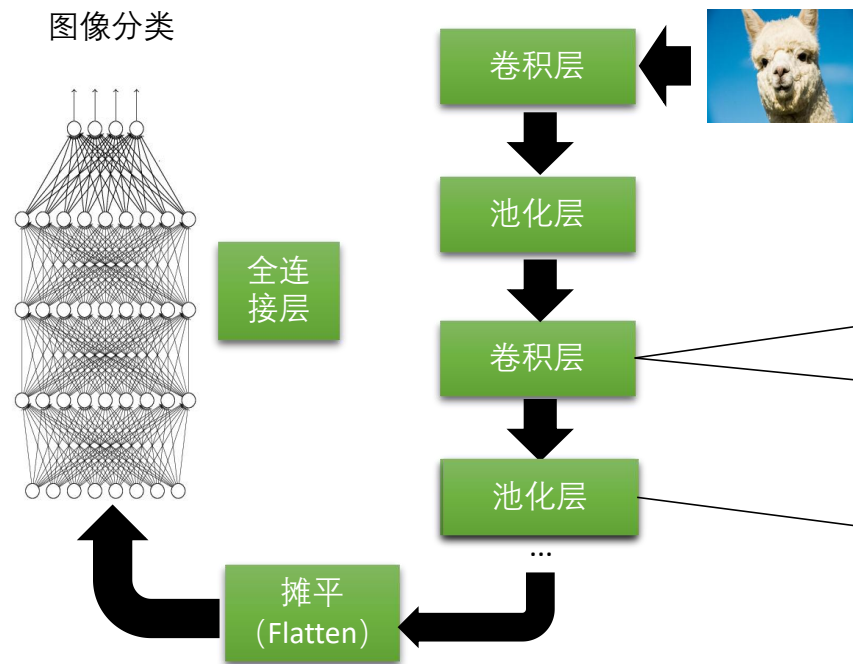 图像分类
卷积层
池化层
全连
接层
卷积层
池化层
...
摊平
（Flatten）